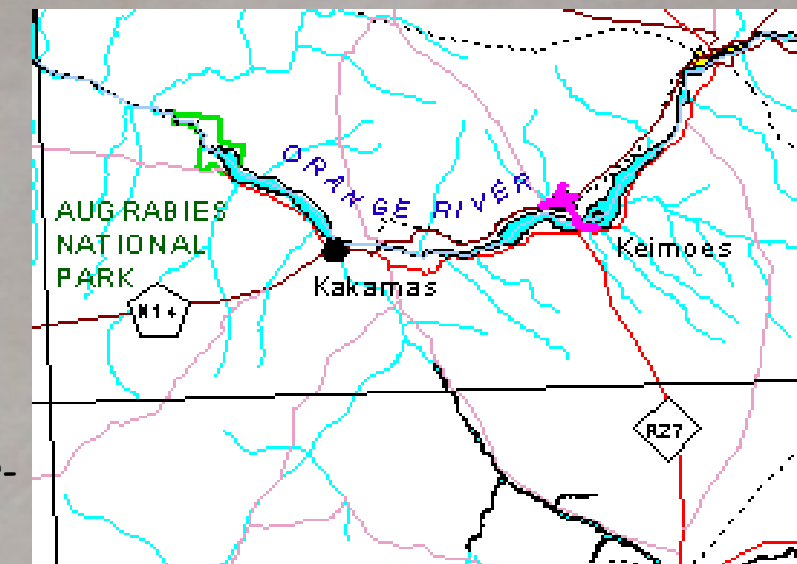 ORANGE RIVER
AUGRABIES
NATIONAL
PARK
Keimoes
Kakamas
N14
R27